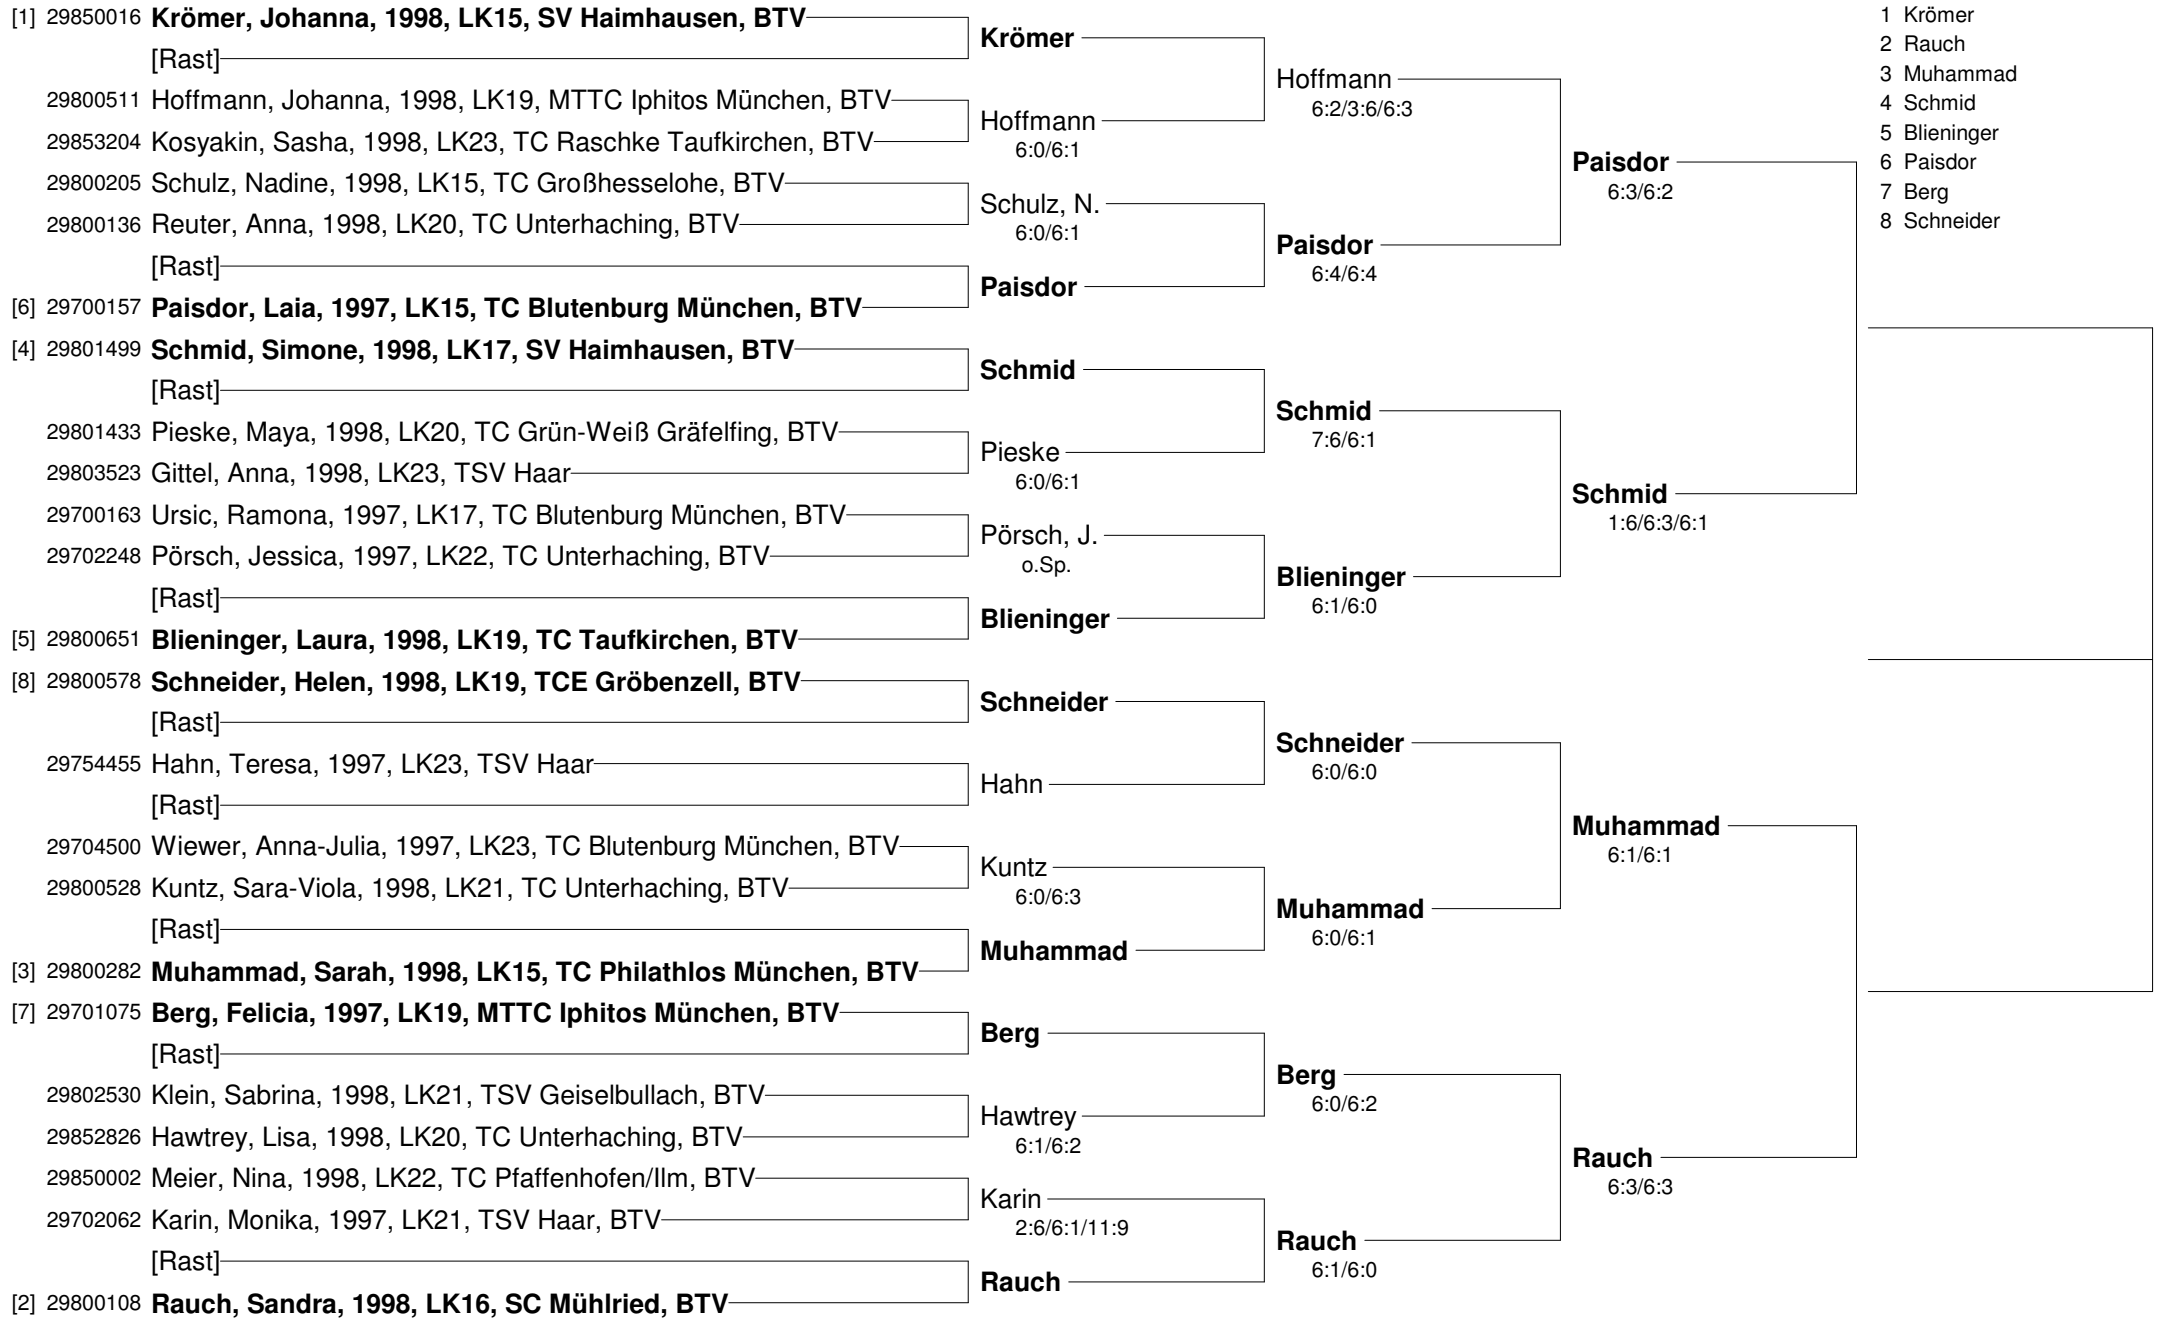 [1] 29850016 Krömer, Johanna, 1998, LK15, SV Haimhausen, BTV
[Rast]
29800511 Hoffmann, Johanna, 1998, LK19, MTTC Iphitos München, BTV
29853204 Kosyakin, Sasha, 1998, LK23, TC Raschke Taufkirchen, BTV
29800205 Schulz, Nadine, 1998, LK15, TC Großhesselohe, BTV
29800136 Reuter, Anna, 1998, LK20, TC Unterhaching, BTV
[Rast]
[6] 29700157 Paisdor, Laia, 1997, LK15, TC Blutenburg München, BTV
[4] 29801499 Schmid, Simone, 1998, LK17, SV Haimhausen, BTV
[Rast]
29801433 Pieske, Maya, 1998, LK20, TC Grün-Weiß Gräfelfing, BTV
29803523 Gittel, Anna, 1998, LK23, TSV Haar
29700163 Ursic, Ramona, 1997, LK17, TC Blutenburg München, BTV
29702248 Pörsch, Jessica, 1997, LK22, TC Unterhaching, BTV
[Rast]
[5] 29800651 Blieninger, Laura, 1998, LK19, TC Taufkirchen, BTV
[8] 29800578 Schneider, Helen, 1998, LK19, TCE Gröbenzell, BTV
[Rast]
29754455 Hahn, Teresa, 1997, LK23, TSV Haar
[Rast]
29704500 Wiewer, Anna-Julia, 1997, LK23, TC Blutenburg München, BTV
29800528 Kuntz, Sara-Viola, 1998, LK21, TC Unterhaching, BTV
[Rast]
[3] 29800282 Muhammad, Sarah, 1998, LK15, TC Philathlos München, BTV
[7] 29701075 Berg, Felicia, 1997, LK19, MTTC Iphitos München, BTV
[Rast]
29802530 Klein, Sabrina, 1998, LK21, TSV Geiselbullach, BTV
29852826 Hawtrey, Lisa, 1998, LK20, TC Unterhaching, BTV
29850002 Meier, Nina, 1998, LK22, TC Pfaffenhofen/Ilm, BTV
29702062 Karin, Monika, 1997, LK21, TSV Haar, BTV
[Rast]
[2] 29800108 Rauch, Sandra, 1998, LK16, SC Mühlried, BTV
Krömer
Hoffmann
6:0/6:1
Schulz, N.
6:0/6:1
Paisdor
Schmid
Pieske
6:0/6:1
Pörsch, J.
o.Sp.
Blieninger
Schneider
Hahn
Kuntz
6:0/6:3
Muhammad
Berg
Hawtrey
6:1/6:2
Karin
2:6/6:1/11:9
Rauch
Hoffmann
6:2/3:6/6:3
Paisdor
6:4/6:4
Schmid
7:6/6:1
Blieninger
6:1/6:0
Schneider
6:0/6:0
Muhammad
6:0/6:1
Berg
6:0/6:2
Rauch
6:1/6:0
Paisdor
6:3/6:2
Schmid
1:6/6:3/6:1
Muhammad
6:1/6:1
Rauch
6:3/6:3
1 Krömer
2 Rauch
3 Muhammad
4 Schmid
5 Blieninger
6 Paisdor
7 Berg
8 Schneider